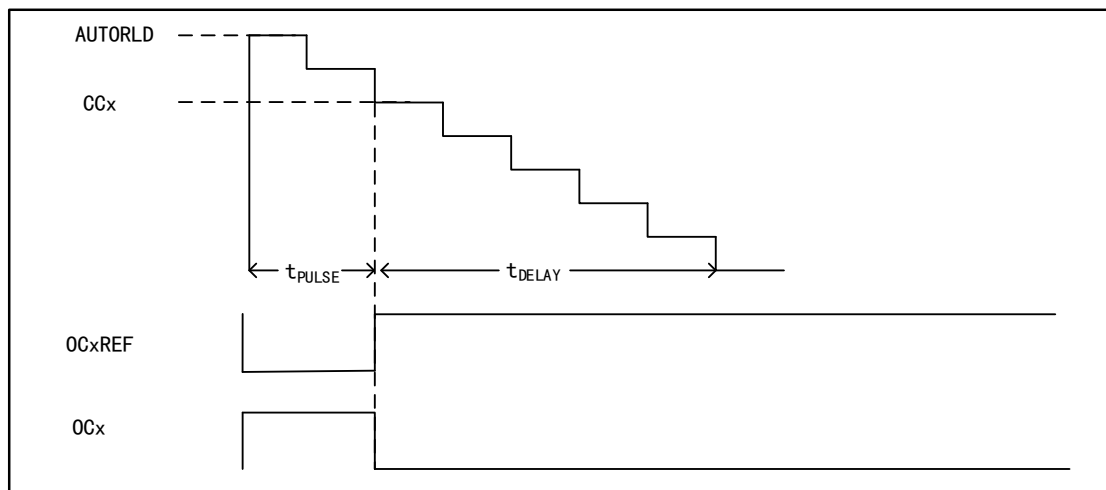 AUTORLD
CCx
tPULSE
tDELAY
OCxREF
OCx